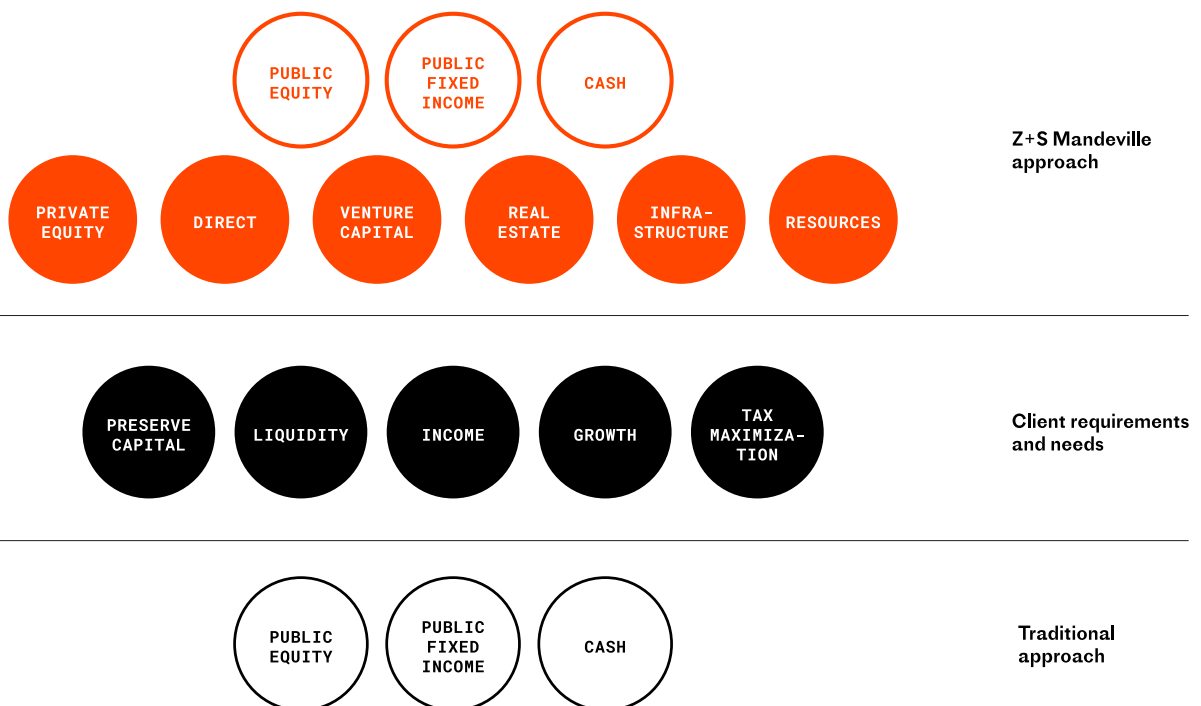 PUBLIC
EQUITY
PUBLIC
FIXED
INCOME
CASH
Z+S Mandeville
approach
PRIVATE
EQUITY
DIRECT
VENTURE
CAPITAL
REAL
ESTATE
INFRA-
STRUCTURE
RESOURCES
PRESERVE
CAPITAL
LIQUIDITY
INCOME
GROWTH
TAX
MAXIMIZA-
TION
Client requirements
and needs
PUBLIC
EQUITY
PUBLIC
FIXED
INCOME
CASH
Traditional
approach